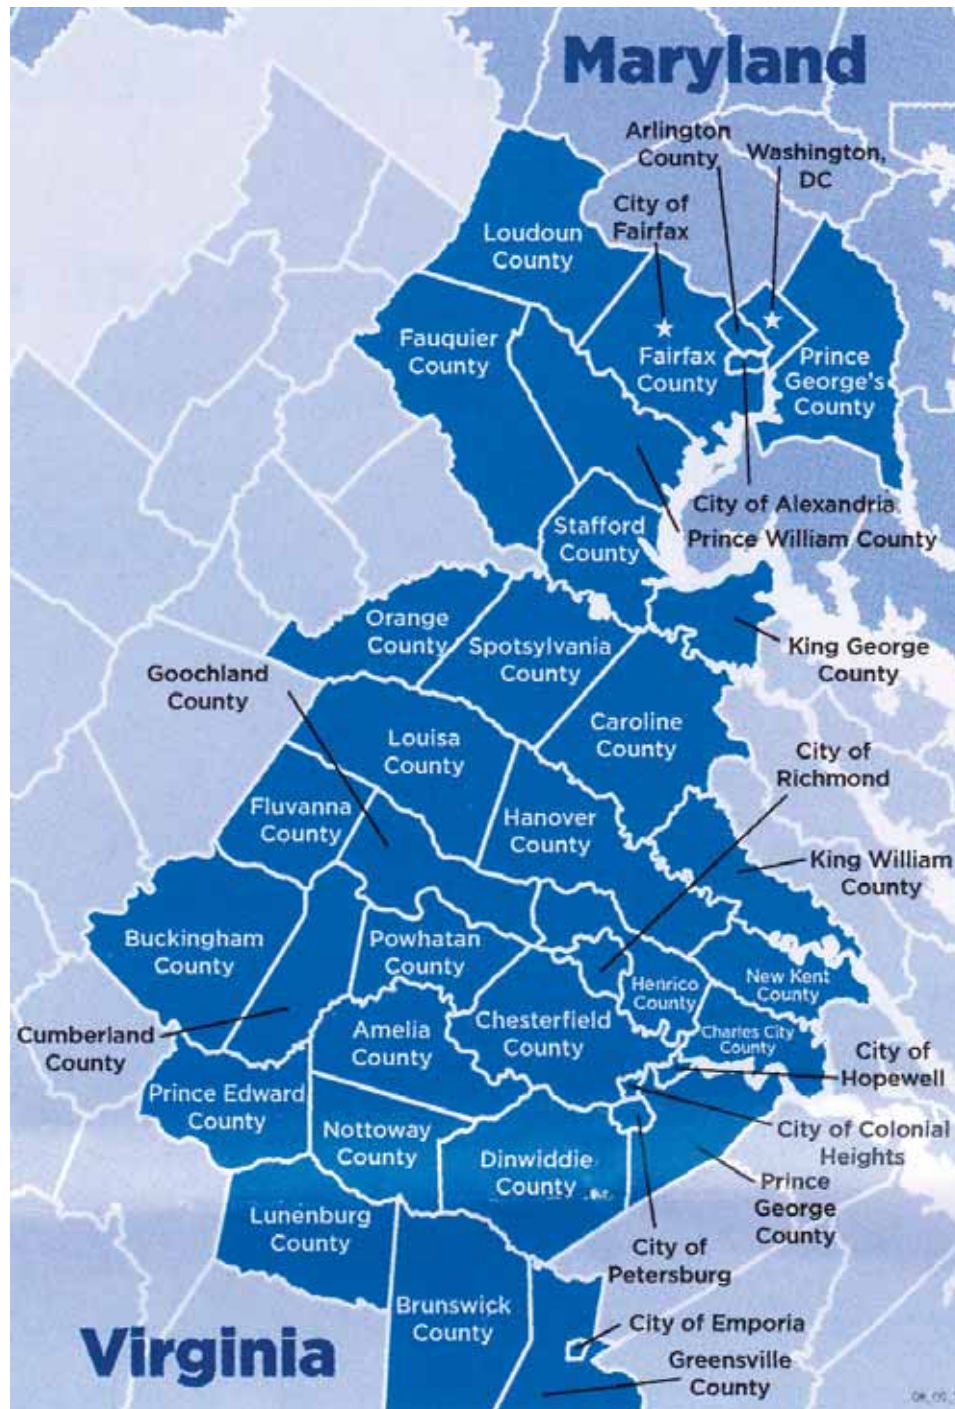 Maryland
Arlington
County
Washington,
DC
City of
Fairfax
Loudoun
County
Fauquier
County
Fairfax
County
Prince
George's
County
City of Alexandria
Prince William County
Stafford
County
Orange
County
Spotsylvania
County
King George
County
Goochland
County
Caroline
County
Louisa
County
City of
Richmond
Fluvanna
County
Hanover
County
King William
County
Buckingham
County
Powhatan
County
Henrico
County
New Kent
County
Cumberland
County
Amelia
County
Chesterfield
County
Charles City
County
City of
Hopewell
Prince Edward
County
Nottoway
County
City of Colonial
Heights
Dinwiddie
County
Prince
George
County
Lunenburg
County
City of
Petersburg
Brunswick
County
City of Emporia
Virginia
Greensville
County